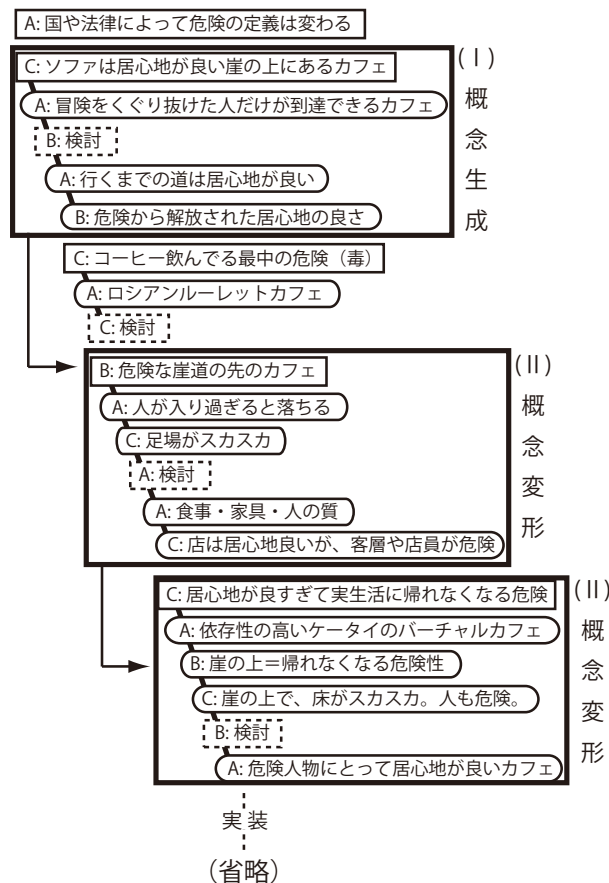 A: 国や法律によって危険の定義は変わる
C: ソファは居心地が良い崖の上にあるカフェ
A: 冒険をくぐり抜けた人だけが到達できるカフェ
B: 検討
A: 行くまでの道は居心地が良い
B: 危険から解放された居心地の良さ
(I)
概念生成
C: コーヒー飲んでる最中の危険（毒）
A: ロシアンルーレットカフェ
C: 検討
B: 危険な崖道の先のカフェ
A: 人が入り過ぎると落ちる
C: 足場がスカスカ
A: 検討
A: 食事・家具・人の質
C: 店は居心地良いが、客層や店員が危険
(II)
概念変形
C: 居心地が良すぎて実生活に帰れなくなる危険
A: 依存性の高いケータイのバーチャルカフェ
B: 崖の上＝帰れなくなる危険性
C: 崖の上で、床がスカスカ。人も危険。
B: 検討
A: 危険人物にとって居心地が良いカフェ
(II)
概念変形
実装
（省略）